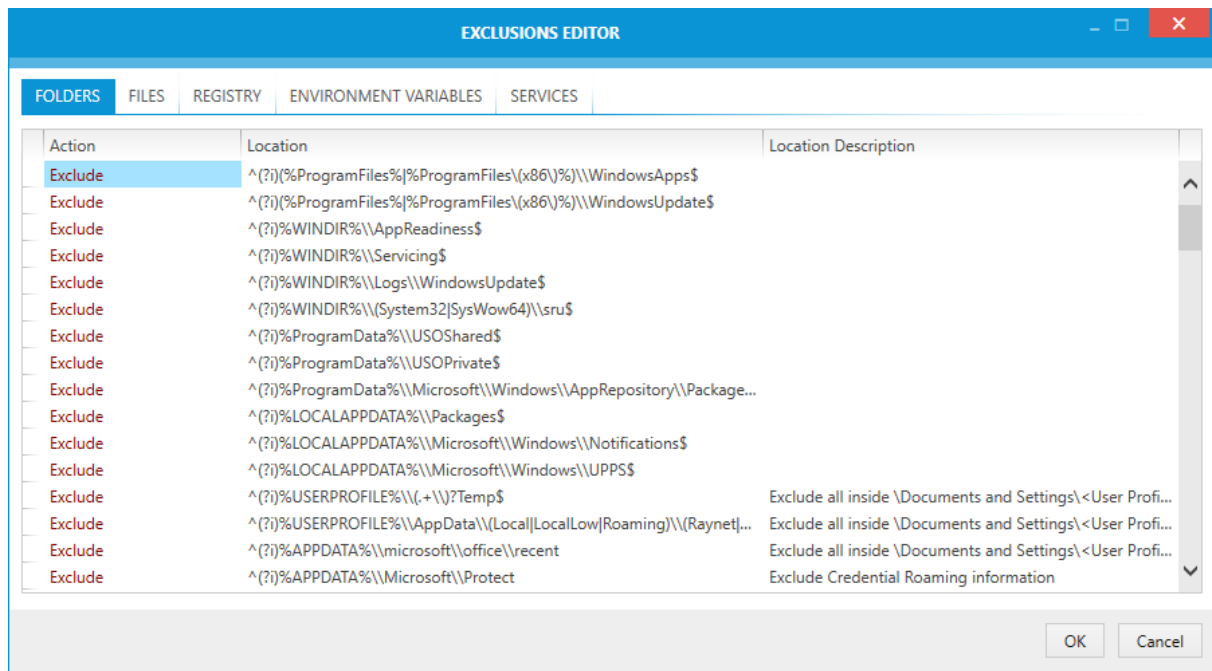 EXCLUSIONS EDITOR
FOLDERS FILES REGISTRY ENVIRONMENT VARIABLES SERVICES
Action Location Location Description
Exclude ^(?i)(%ProgramFiles%|%ProgramFiles\(x86\)%)\\WindowsApps$
Exclude ^(?i)(%ProgramFiles%|%ProgramFiles\(x86\)%)\\WindowsUpdate$
Exclude ^(?i)%WINDIR%\\AppReadiness$
Exclude ^(?i)%WINDIR%\\Servicing$
Exclude ^(?i)%WINDIR%\\Logs\\WindowsUpdate$
Exclude ^(?i)%WINDIR%\\(System32|SysWow64)\\sru$
Exclude ^(?i)%ProgramData%\\USOShared$
Exclude ^(?i)%ProgramData%\\USOPrivate$
Exclude ^(?i)%ProgramData%\\Microsoft\\Windows\\AppRepository\\Package...
Exclude ^(?i)%LOCALAPPDATA%\\Packages$
Exclude ^(?i)%LOCALAPPDATA%\\Microsoft\\Windows\\Notifications$
Exclude ^(?i)%LOCALAPPDATA%\\Microsoft\\Windows\\UPPS$
Exclude ^(?i)%USERPROFILE%\\(.+\\)?Temp$ Exclude all inside \Documents and Settings\<User Profi...
Exclude ^(?i)%USERPROFILE%\\AppData\\(Local|LocalLow|Roaming)\\(Raynet|... Exclude all inside \Documents and Settings\<User Profi...
Exclude ^(?i)%APPDATA%\\microsoft\\office\\recent Exclude all inside \Documents and Settings\<User Profi...
Exclude ^(?i)%APPDATA%\\Microsoft\\Protect Exclude Credential Roaming information
OK Cancel